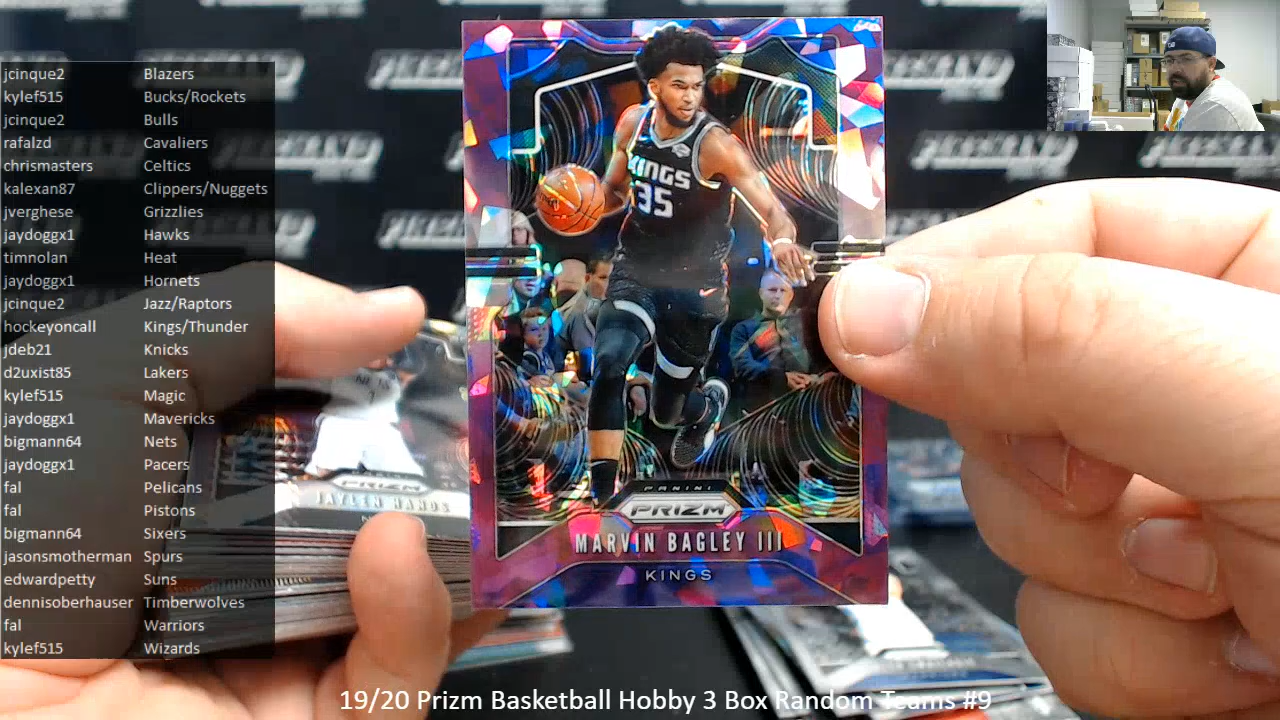 jcinque2 Blazers
kylef515 Bucks/Rockets
jcinque2 Bulls
rafalzd Cavaliers
chrismasters Celtics
kalexan87 Clippers/Nuggets
jverghese Grizzlies
jaydoggx1 Hawks
timnolan Heat
jaydoggx1 Hornets
jcinque2 Jazz/Raptors
hockeyoncall Kings/Thunder
jdeb21 Knicks
d2uxist85 Lakers
kylef515 Magic
jaydoggx1 Mavericks
bigmann64 Nets
jaydoggx1 Pacers
fal Pelicans
fal Pistons
bigmann64 Sixers
jasonsmotherman Spurs
edwardpetty Suns
dennisoberhauser Timberwolves
fal Warriors
kylef515 Wizards
KINGS
35
PANINI
PRIZM
MARVIN BAGLEY III
KINGS
PRIZM
JAYLEN HANDS
19/20 Prizm Basketball Hobby 3 Box Random Teams #9